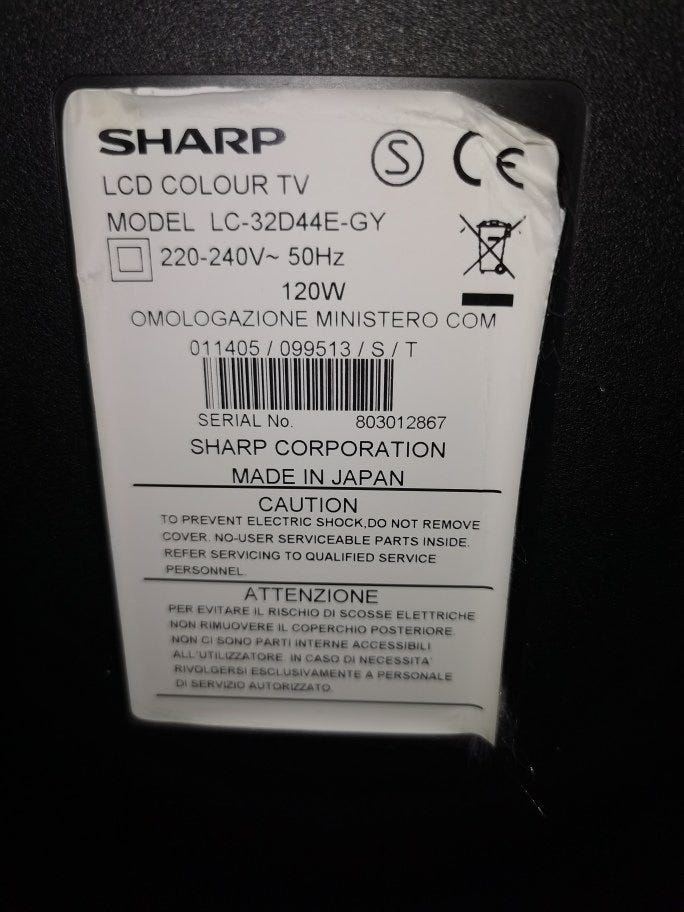 SHARP
LCD COLOUR TV
MODEL LC-32D44E-GY
220-240V~ 50Hz
120W
OMOLOGAZIONE MINISTERO COM
011405 / 099513 / S / T
SERIAL No. 803012867
SHARP CORPORATION
MADE IN JAPAN
CAUTION
TO PREVENT ELECTRIC SHOCK,DO NOT REMOVE
COVER. NO-USER SERVICEABLE PARTS INSIDE.
REFER SERVICING TO QUALIFIED SERVICE
PERSONNEL.
ATTENZIONE
PER EVITARE IL RISCHIO DI SCOSSE ELETTRICHE
NON RIMUOVERE IL COPERCHIO POSTERIORE.
NON CI SONO PARTI INTERNE ACCESSIBILI
ALL'UTILIZZATORE. IN CASO DI NECESSITA'
RIVOLGERSI ESCLUSIVAMENTE A PERSONALE
DI SERVIZIO AUTORIZZATO.
S
CE